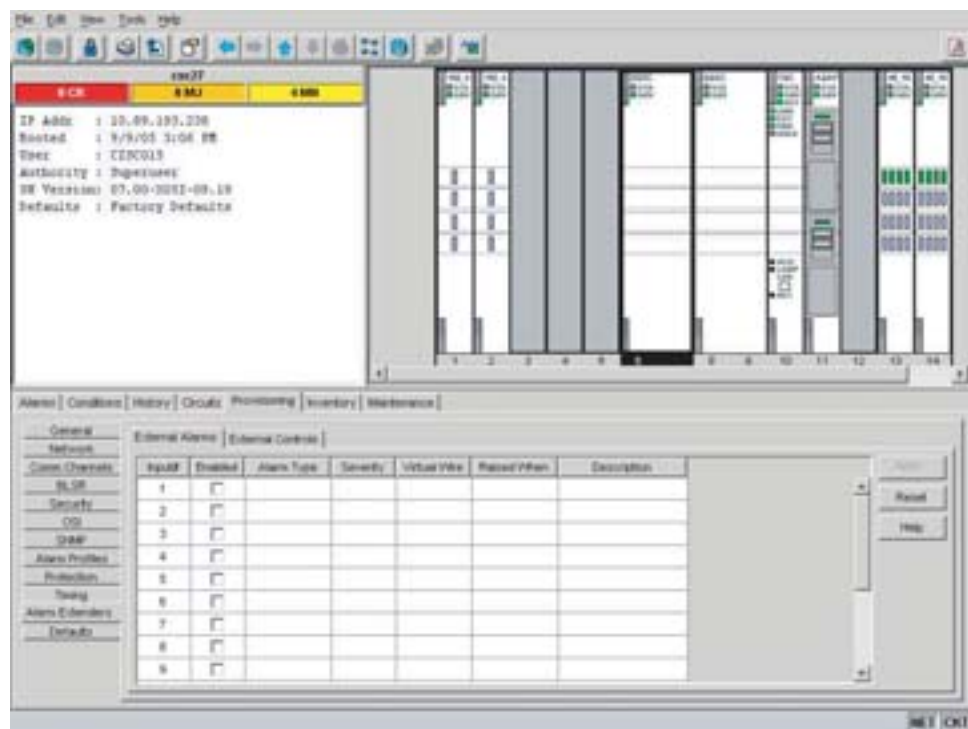 File Edit View Tools Help
0 CR 0 MJ 0 MN
IP Addr : 10.89.193.236
Booted : 9/9/05 3:06 PM
User : CISCO15
Authority : Superuser
Defaults : Factory Defaults
1 2 3 4 5 6 8 10 11 12 13 14
Alarms Conditions History Circuits Provisioning Inventory Maintenance
General
Network
Comm Channels
BLSR
Security
OSI
SNMP
Alarm Profiles
Protection
Timing
Alarm Extenders
Defaults
External Alarms External Controls
Input# Enabled Alarm Type Severity Virtual Wire Raised When Description
1
2
3
4
5
6
7
8
9
Apply
Reset
Help
NET CKT